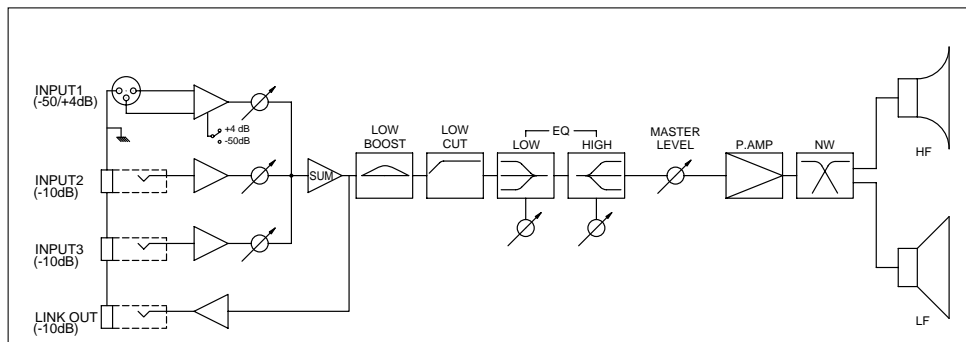 INPUT1
(-50/+4dB)
+4 dB
-50dB
INPUT2
(-10dB)
INPUT3
(-10dB)
LINK OUT
(-10dB)
SUM
LOW
BOOST
LOW
CUT
EQ
LOW
HIGH
MASTER
LEVEL
P.AMP
NW
HF
LF